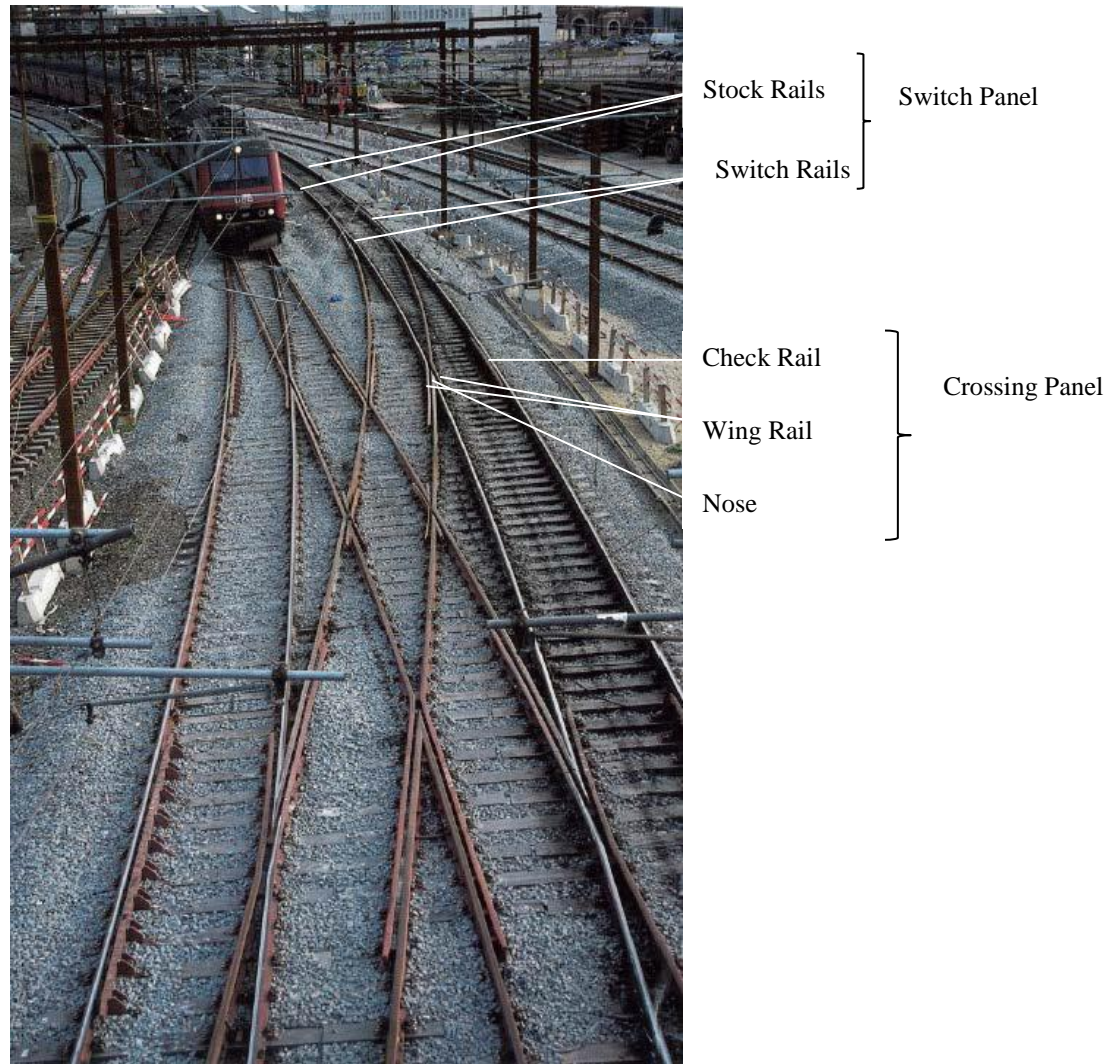 Stock Rails
Switch Panel
Switch Rails
Check Rail
Crossing Panel
Wing Rail
Nose